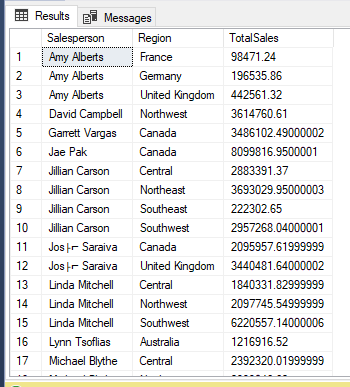 Results Messages
Salesperson Region TotalSales
1 Amy Alberts France 98471.24
2 Amy Alberts Germany 196535.86
3 Amy Alberts United Kingdom 442561.32
4 David Campbell Northwest 3614760.61
5 Garrett Vargas Canada 3486102.49000002
6 Jae Pak Canada 8099816.9500001
7 Jillian Carson Central 2883391.37
8 Jillian Carson Northeast 3693029.95000003
9 Jillian Carson Southeast 222302.65
10 Jillian Carson Southwest 2957268.04000001
11 Jos├⌐ Saraiva Canada 2095957.61999999
12 Jos├⌐ Saraiva United Kingdom 3440481.64000002
13 Linda Mitchell Central 1840331.82999999
14 Linda Mitchell Northwest 2097745.54999999
15 Linda Mitchell Southwest 6220557.14000006
16 Lynn Tsoflias Australia 1216916.52
17 Michael Blythe Central 2392320.01999999